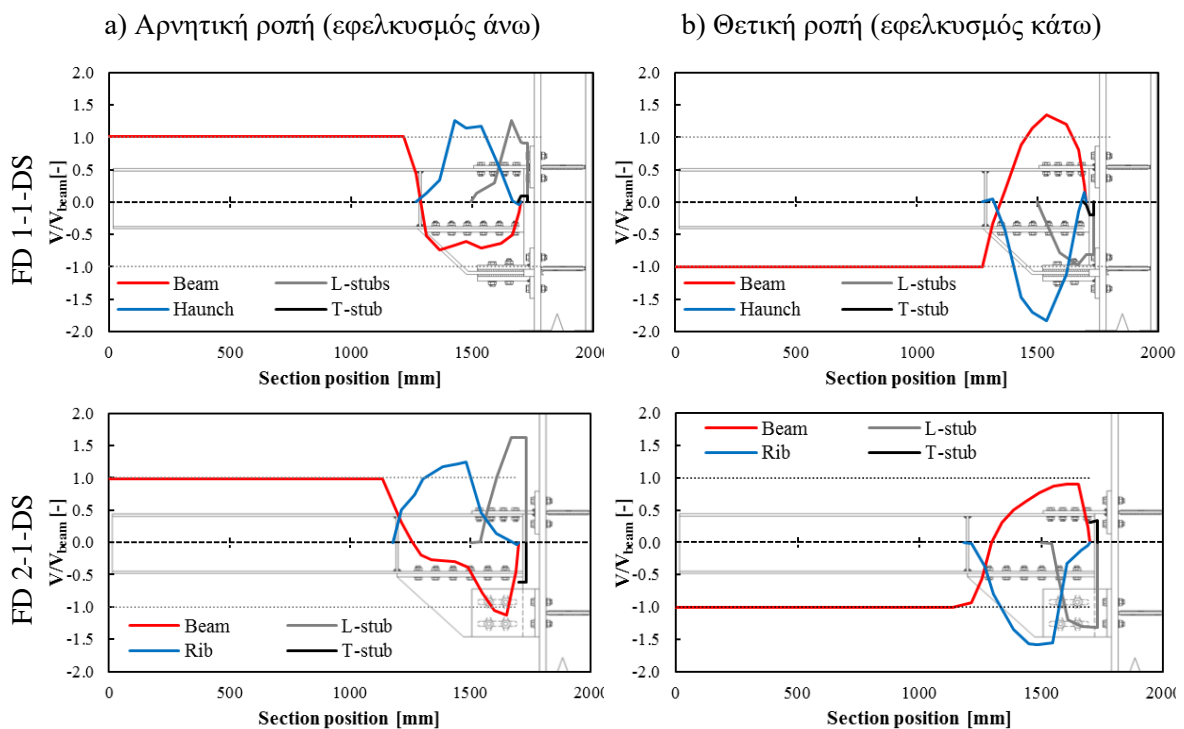 a) Αρνητική ροπή (εφελκυσμός άνω)
b) Θετική ροπή (εφελκυσμός κάτω)
FD 1-1-DS
V/Vbeam[-]
2.0
1.5
1.0
0.5
0.0
-0.5
-1.0
-1.5
-2.0
Beam
L-stubs
Haunch
T-stub
0 500 1000 1500 2000
Section position [mm]
V/Vbeam[-]
2.0
1.5
1.0
0.5
0.0
-0.5
-1.0
-1.5
-2.0
Beam
L-stubs
Haunch
T-stub
0 500 1000 1500 2000
Section position [mm]
FD 2-1-DS
V/Vbeam [-]
2.0
1.5
1.0
0.5
0.0
-0.5
-1.0
-1.5
-2.0
Beam
L-stub
Rib
T-stub
0 500 1000 1500 2000
Section position [mm]
V/Vbeam [-]
2.0
1.5
1.0
0.5
0.0
-0.5
-1.0
-1.5
-2.0
Beam
L-stub
Rib
T-stub
0 500 1000 1500 2000
Section position [mm]